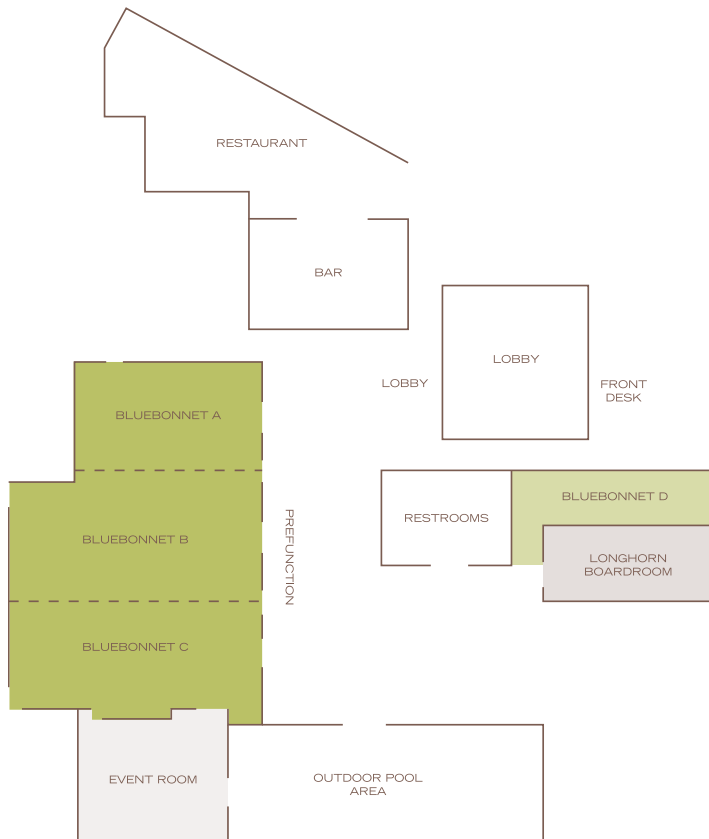 RESTAURANT
BAR
LOBBY
LOBBY
FRONT
DESK
BLUEBONNET A
BLUEBONNET D
RESTROOMS
PREFUNCTION
BLUEBONNET B
LONGHORN
BOARDROOM
BLUEBONNET C
EVENT ROOM
OUTDOOR POOL
AREA